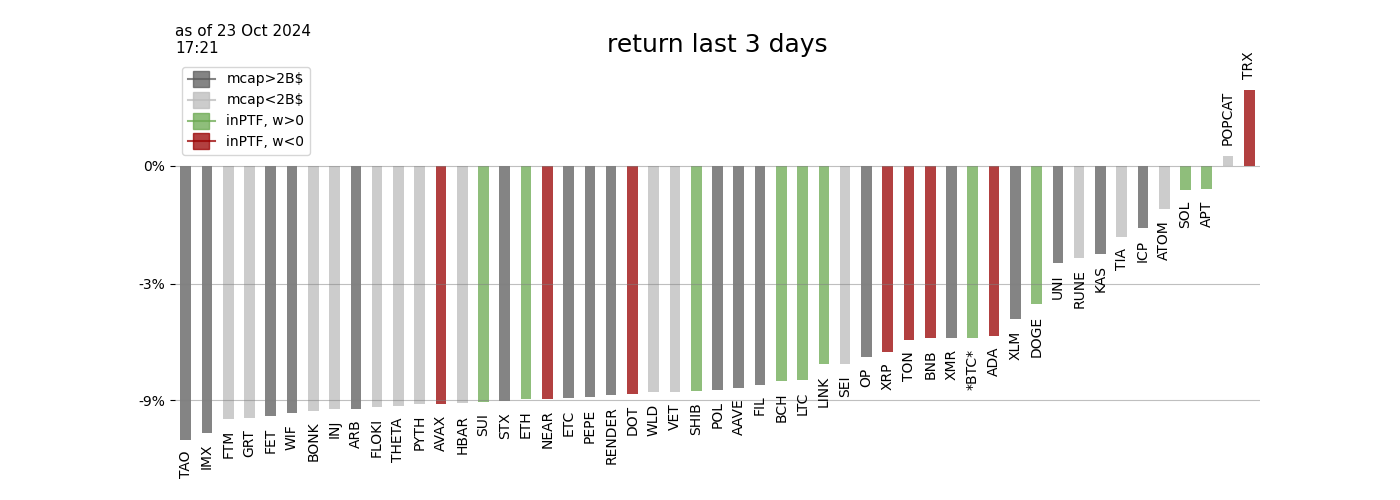 as of 23 Oct 2024
17:21
return last 3 days
mcap>2B$
mcap<2B$
inPTF, w>0
inPTF, w<0
0%
-3%
-9%
TAO
IMX
FTM
GRT
FET
WIF
BONK
INJ
ARB
FLOKI
THETA
PYTH
AVAX
HBAR
SUI
STX
ETH
NEAR
ETC
PEPE
RENDER
DOT
WLD
VET
SHIB
POL
AAVE
FIL
BCH
LTC
LINK
SEI
OP
XRP
TON
BNB
XMR
*BTC*
ADA
XLM
DOGE
UNI
RUNE
KAS
TIA
ICP
ATOM
SOL
APT
POPCAT
TRX